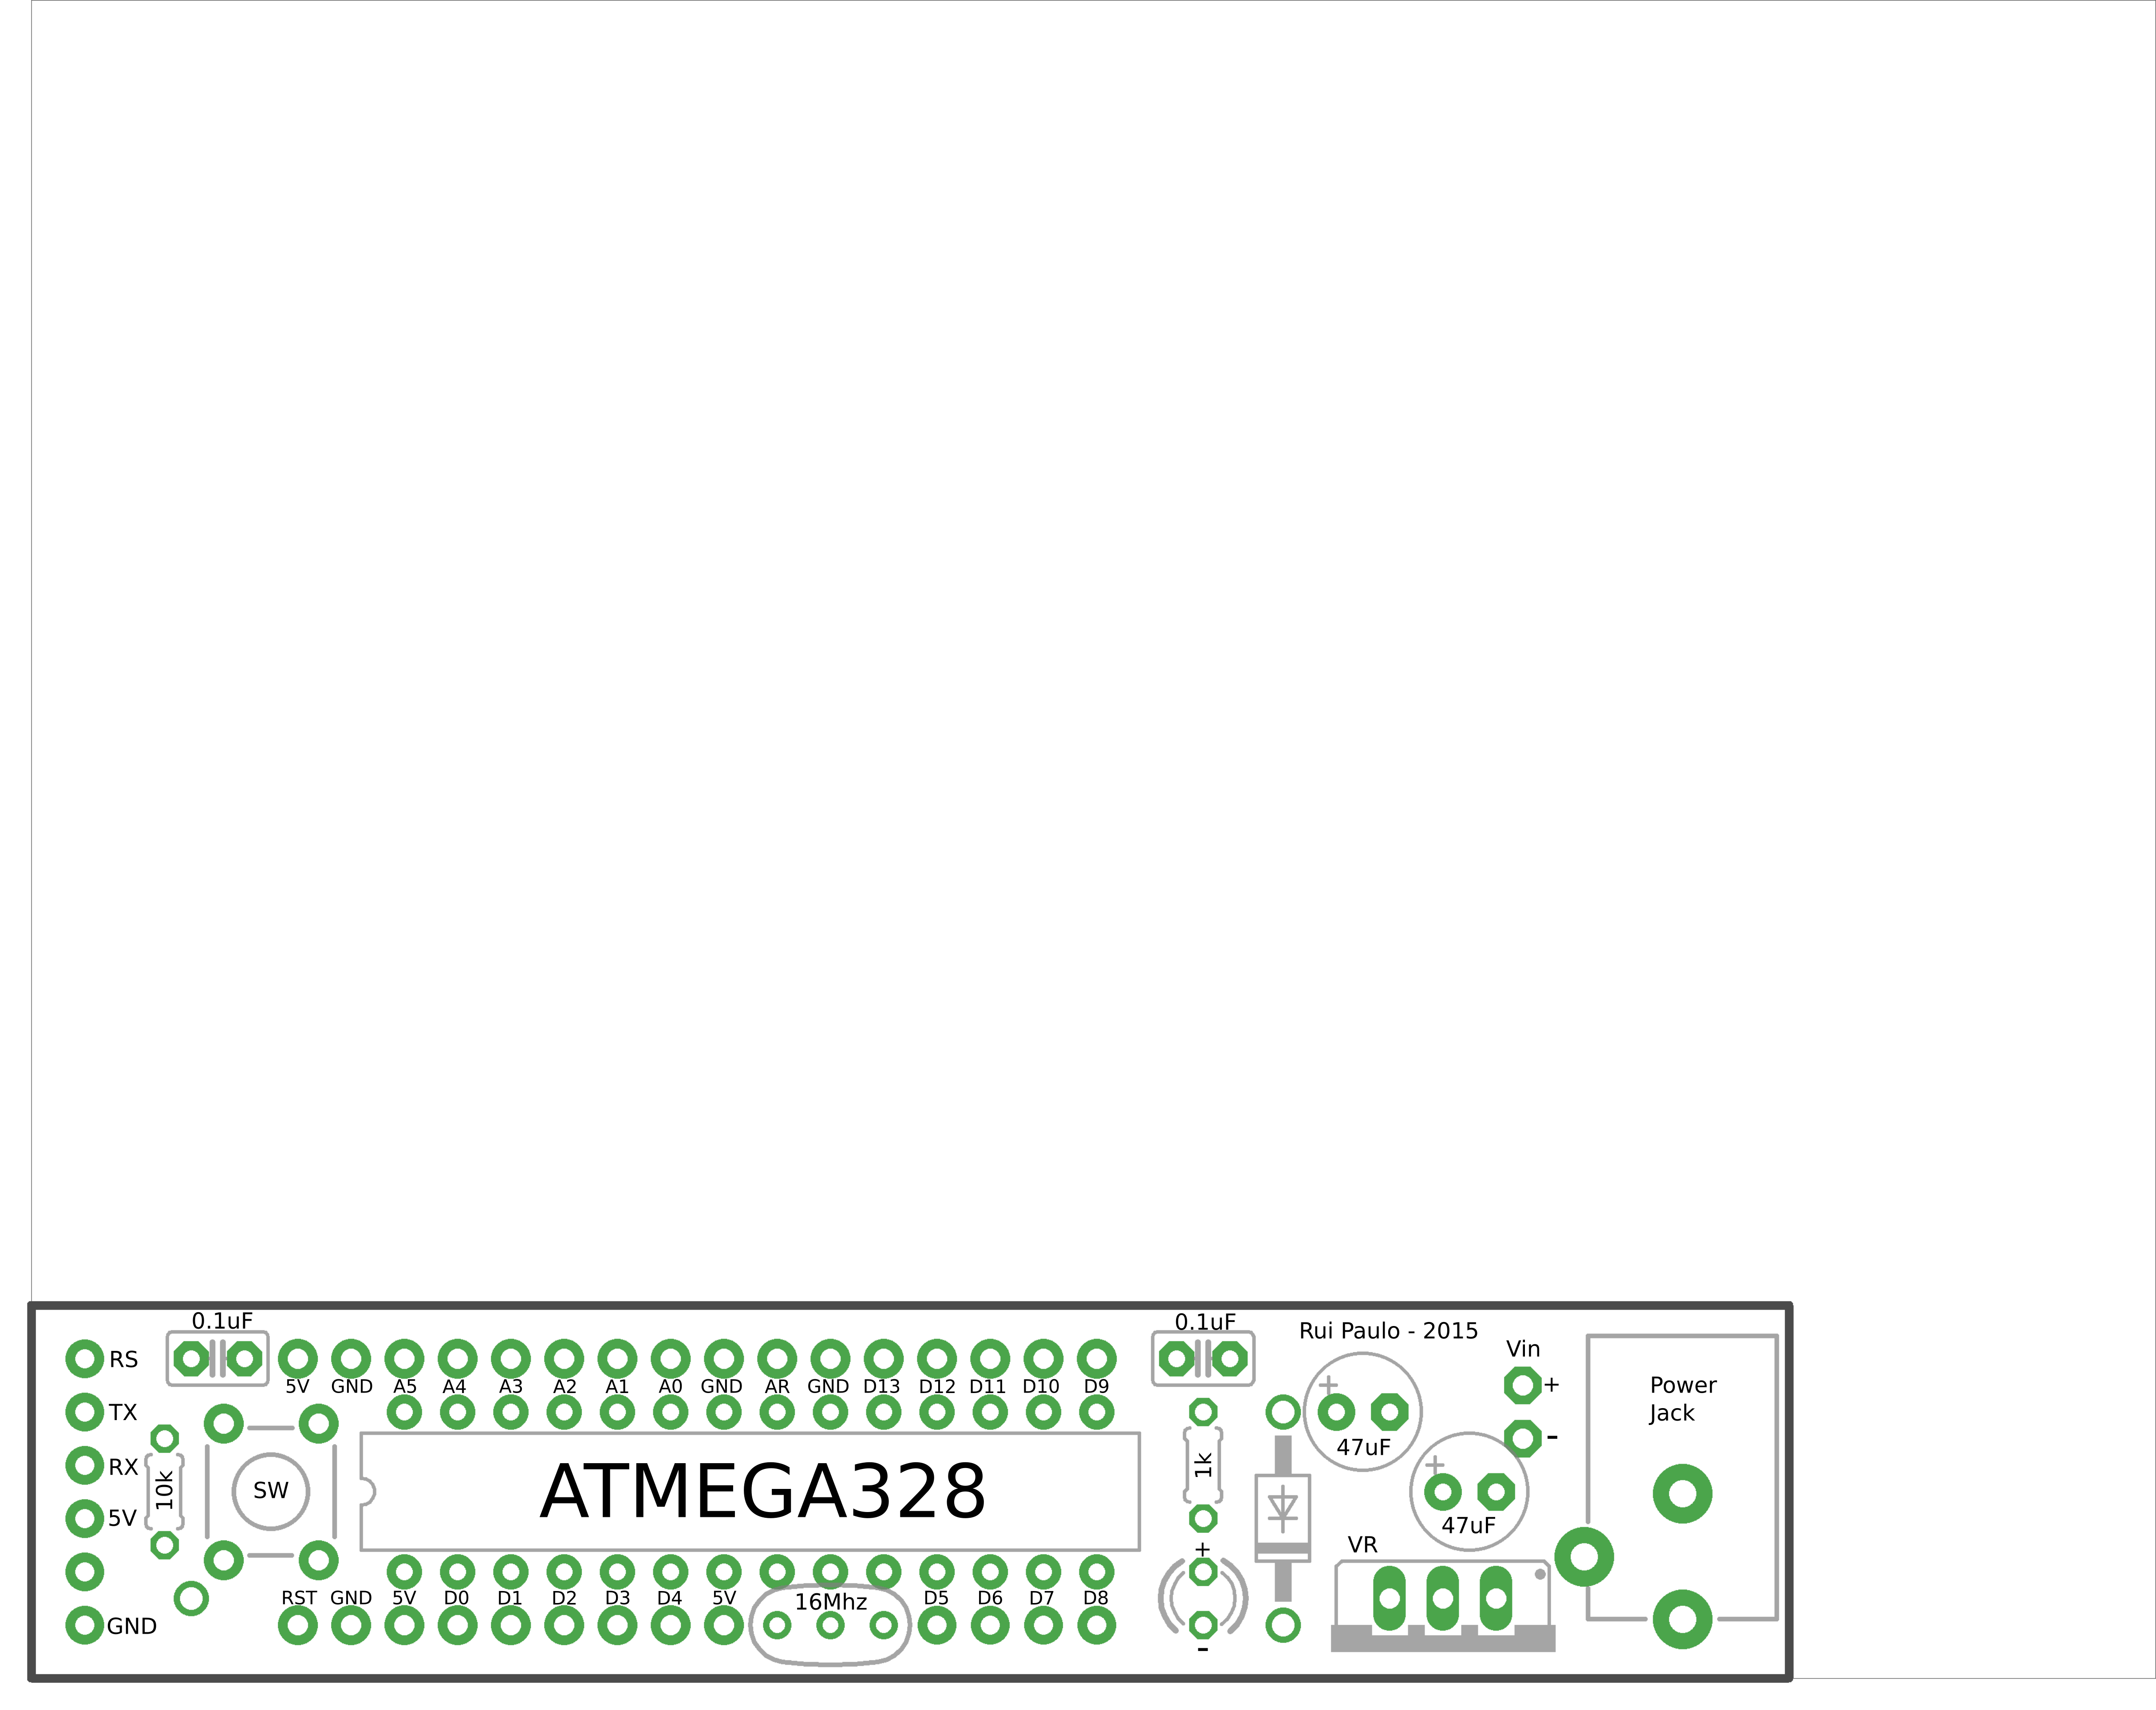 0.1uF
0.1uF
Rui Paulo - 2015
Vin
RS
5V GND A5 A4 A3 A2 A1 A0 GND AR GND D13 D12 D11 D10 D9
+
+
Power
Jack
TX
47uF
-
RX
10k
SW
ATMEGA328
1k
+
5V
47uF
VR
+
RST GND 5V D0 D1 D2 D3 D4 5V 16Mhz D5 D6 D7 D8
GND
-